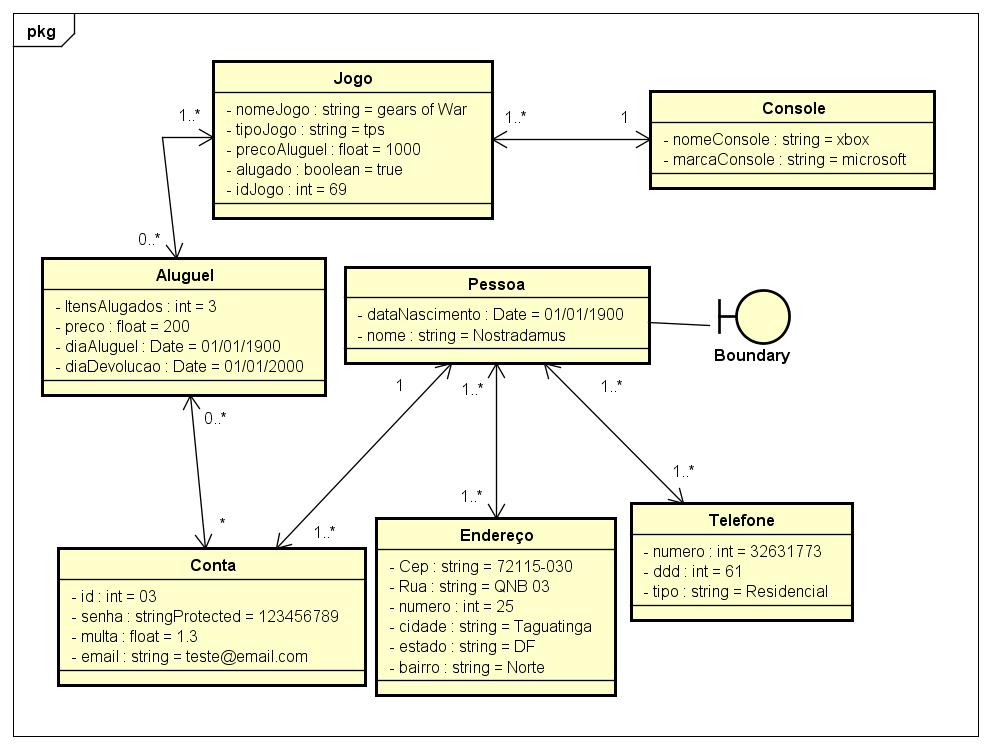 pkg
Jogo
- nomeJogo : string = gears of War
- tipoJogo : string = tps
- precoAluguel : float = 1000
- alugado : boolean = true
- idJogo : int = 69
1..*
1..*
1
Console
- nomeConsole : string = xbox
- marcaConsole : string = microsoft
0..*
Aluguel
- ItensAlugados : int = 3
- preco : float = 200
- diaAluguel : Date = 01/01/1900
- diaDevolucao : Date = 01/01/2000
Pessoa
- dataNascimento : Date = 01/01/1900
- nome : string = Nostradamus
Boundary
0..*
1
1..*
1..*
*
1..*
1..*
1..*
Conta
- id : int = 03
- senha : stringProtected = 123456789
- multa : float = 1.3
- email : string = teste@email.com
Endereço
- Cep : string = 72115-030
- Rua : string = QNB 03
- numero : int = 25
- cidade : string = Taguatinga
- estado : string = DF
- bairro : string = Norte
Telefone
- numero : int = 32631773
- ddd : int = 61
- tipo : string = Residencial